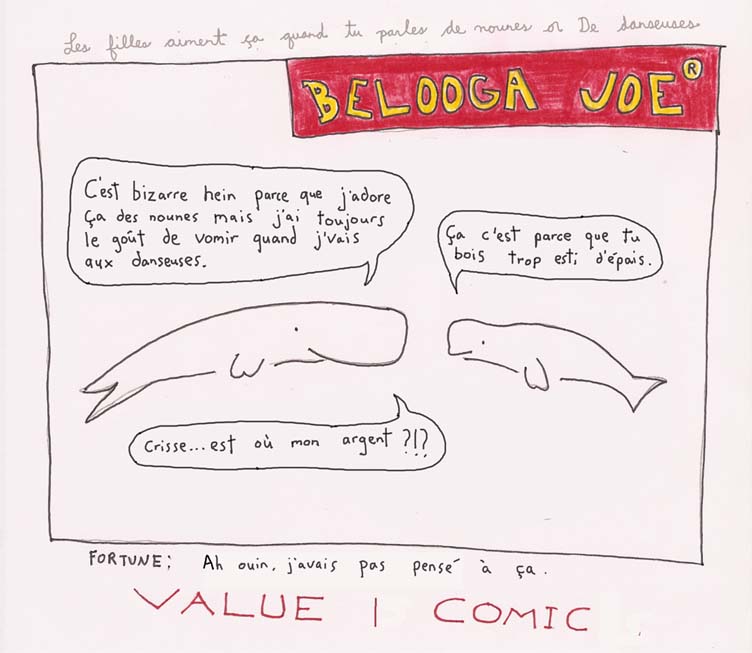 Les filles aiment ça quand tu parles de nounes or De danseuses
BELOOGA JOE ®
C'est bizarre hein parce que j'adore
ça des nounes mais j'ai toujours
le goût de vomir quand j'vais
aux danseuses.
Ça c'est parce que tu
bois trop esti d'épais.
Crisse...est où mon argent ?!?
FORTUNE: Ah ouin, j'avais pas pensé à ça.
VALUE | COMIC